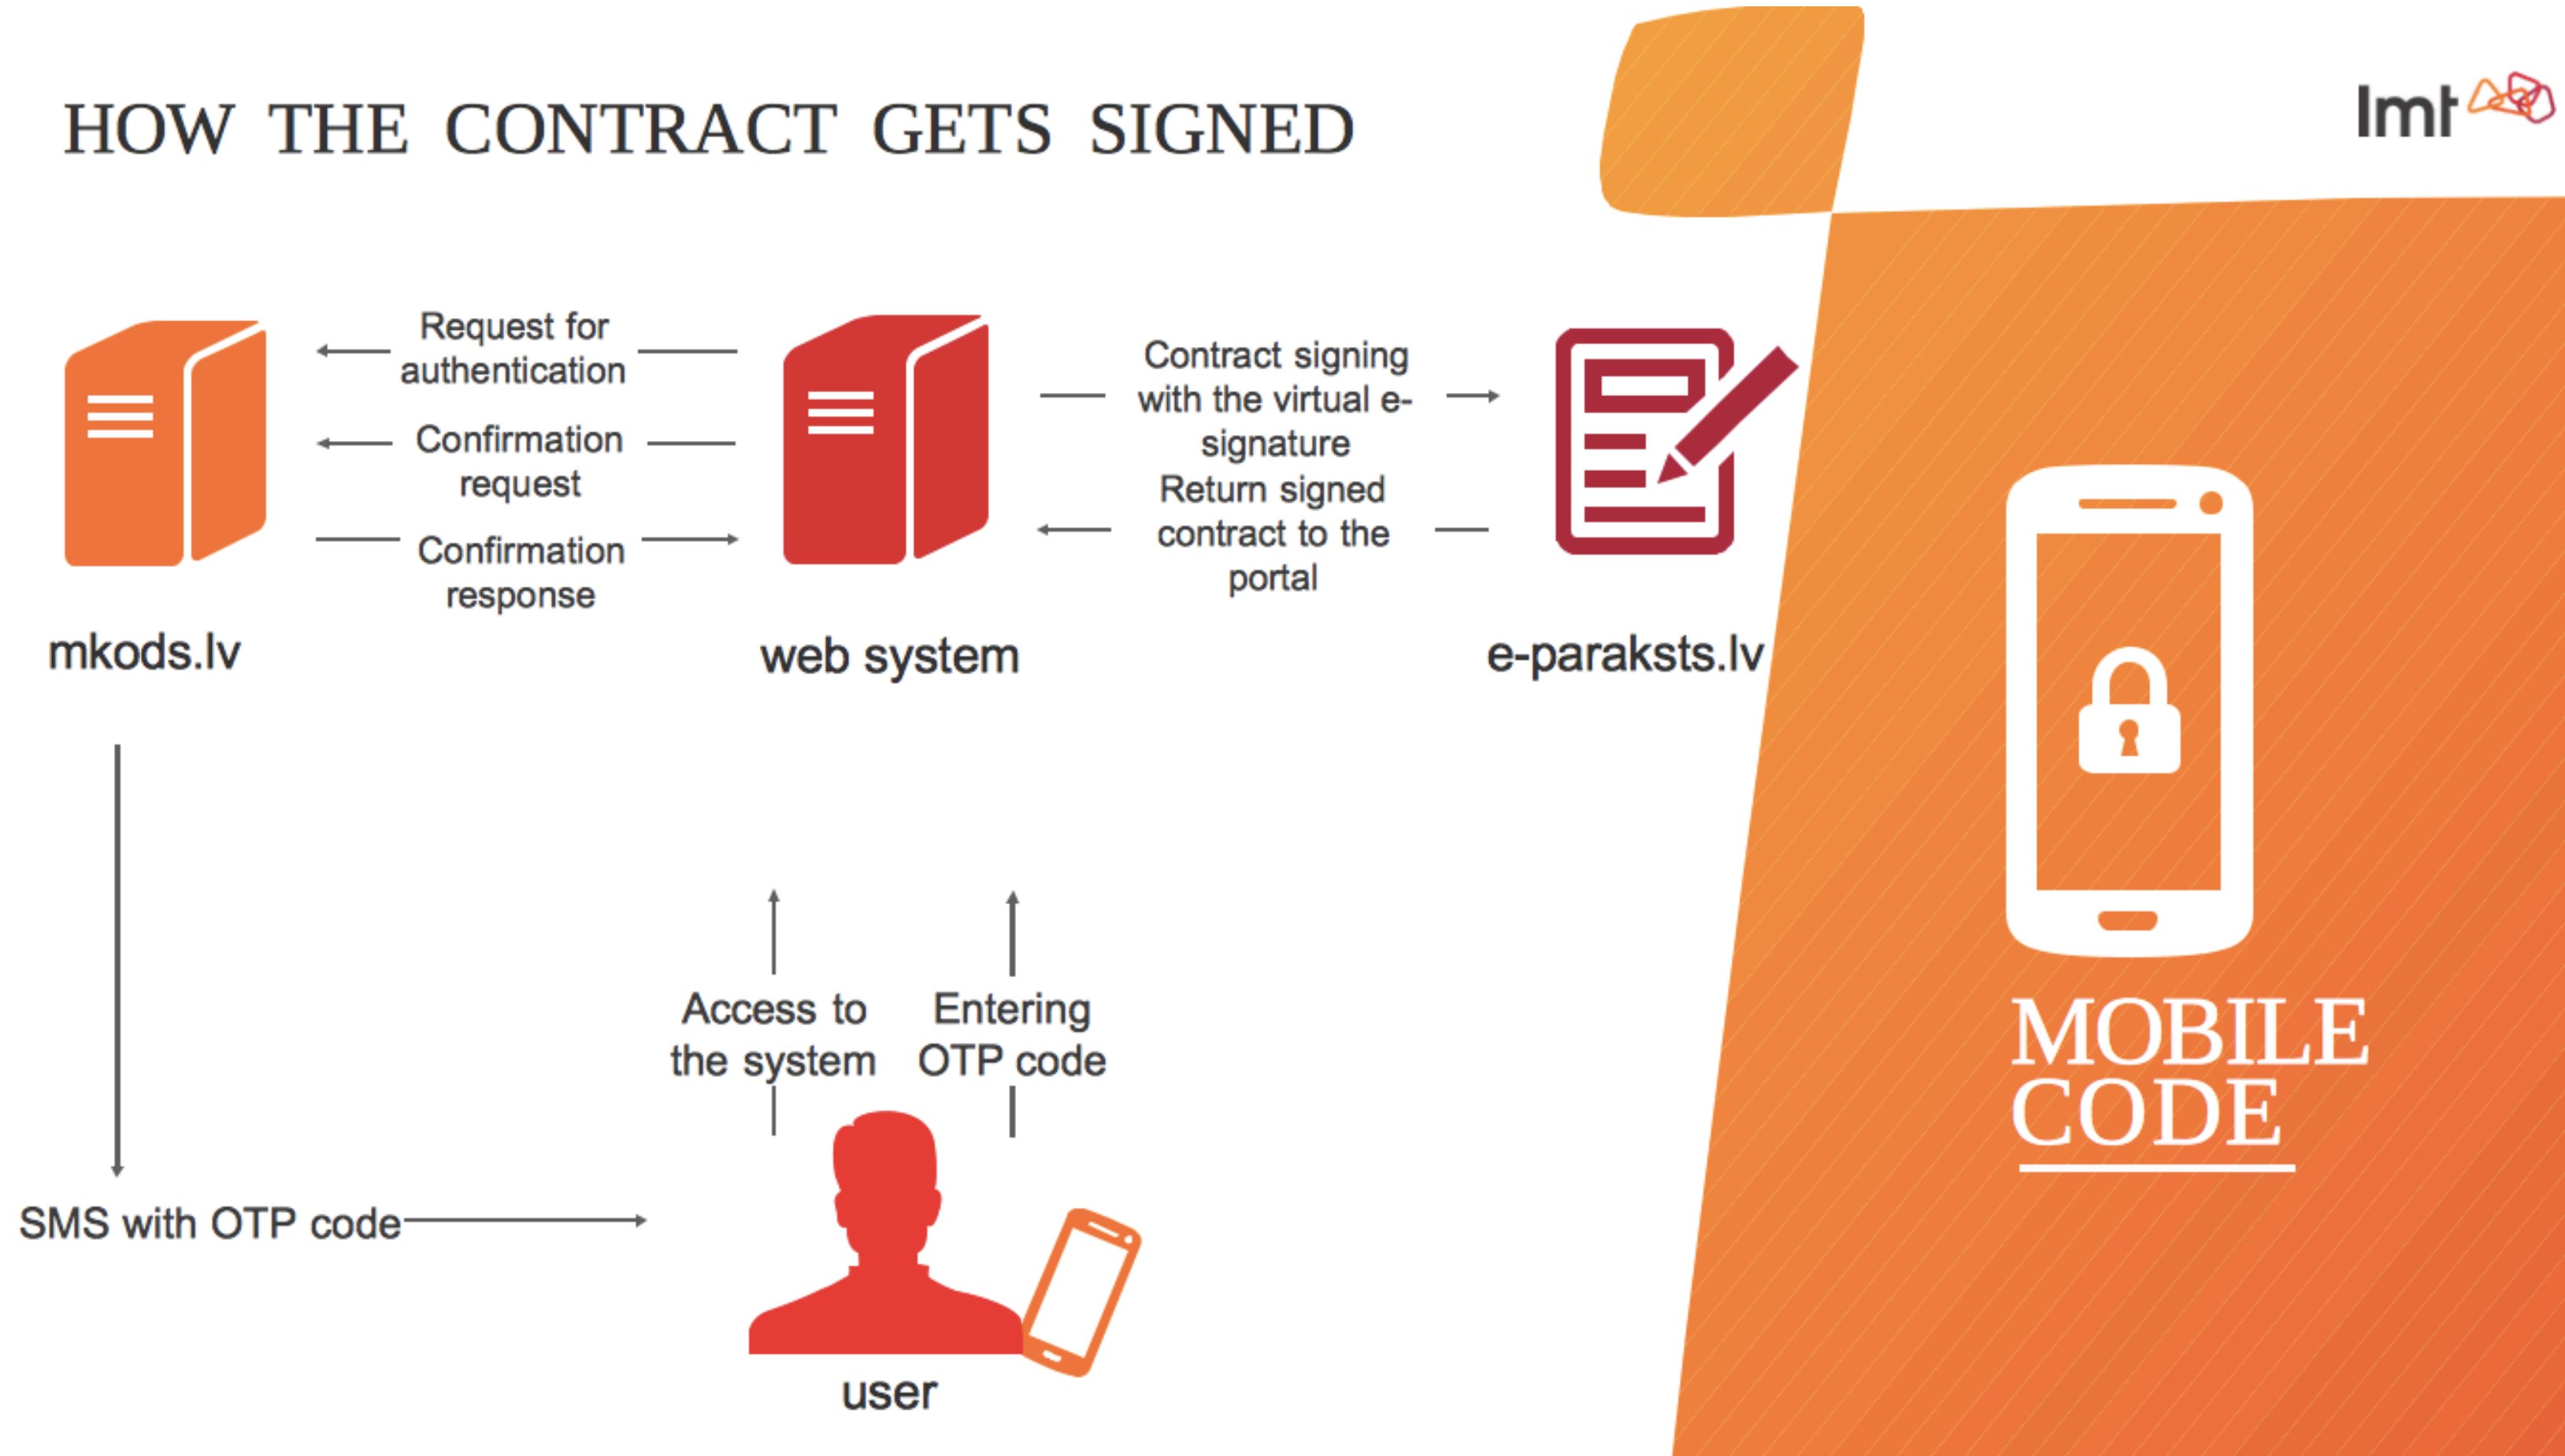 HOW THE CONTRACT GETS SIGNED
lmt
Request for
authentication
Confirmation
request
Confirmation
response
Contract signing
with the virtual e-
signature
Return signed
contract to the
portal
mkods.lv
web system
e-paraksts.lv
Access to
the system
Entering
OTP code
SMS with OTP code
user
MOBILE
CODE